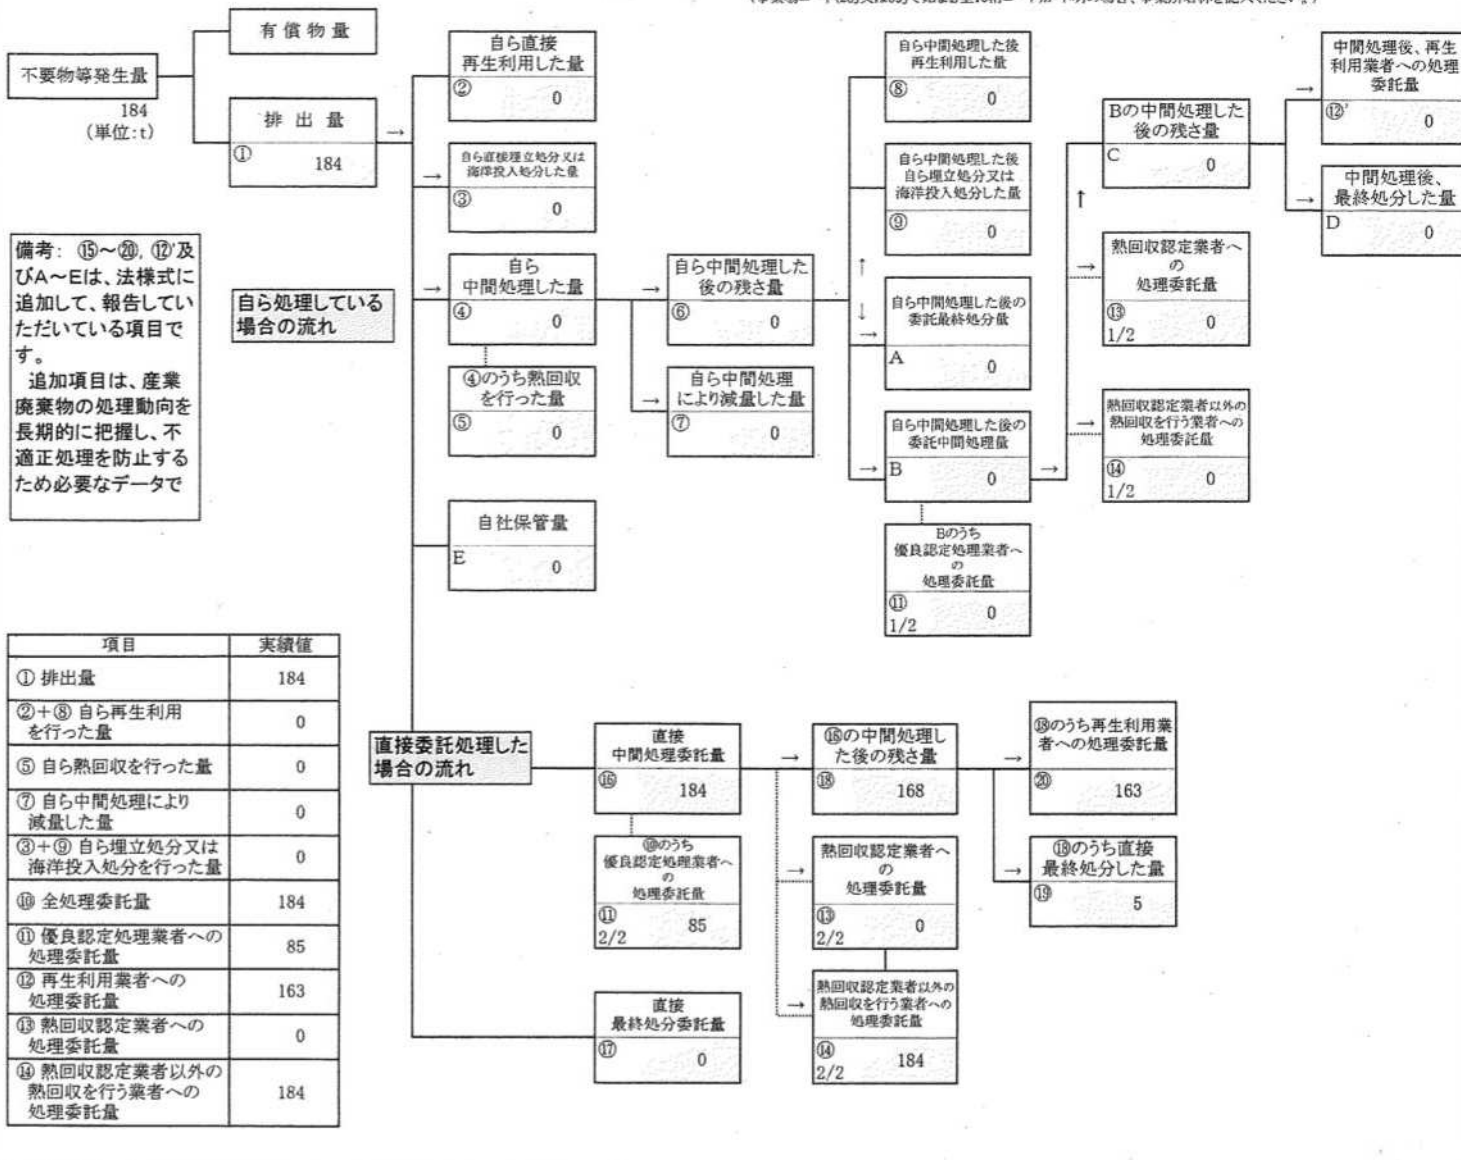 不要物等発生量
184
(単位:t)
有償物量
排出量
①
184
→
自ら直接
再生利用した量
②
0
→
自ら直接埋立処分又は
海洋投入処分した量
③
0
→
自ら
中間処理した量
④
0
④のうち熱回収
を行った量
⑤
0
→
自ら中間処理した
後の残さ量
⑥
0
→
自ら中間処理
により減量した量
⑦
0
自ら中間処理した後
再生利用した量
⑧
0
自ら中間処理した後
自ら埋立処分又は
海洋投入処分した量
⑨
0
↑
↓
→
自ら中間処理した後の
委託最終処分量
A
0
→
自ら中間処理した後の
委託中間処理量
B
0
→
Bのうち
優良認定処理業者へ
の
処理委託量
⑪
1/2
0
Bの中間処理した
後の残さ量
C
0
↑
→
熱回収認定業者へ
の
処理委託量
⑬
1/2
0
→
熱回収認定業者以外の
熱回収を行う業者への
処理委託量
⑭
1/2
0
→
中間処理後、再生
利用業者への処理
委託量
⑫'
0
→
中間処理後、
最終処分した量
D
0
備考: ⑮~⑳, ⑫'及
びA~Eは、法様式に
追加して、報告してい
ただいている項目で
す。
追加項目は、産業
廃棄物の処理動向を
長期的に把握し、不
適正処理を防止する
ため必要なデータで
自ら処理している
場合の流れ
自社保管量
E
0
項目 実績値
① 排出量 184
②+⑧ 自ら再生利用
を行った量 0
⑤ 自ら熱回収を行った量 0
⑦ 自ら中間処理により
減量した量 0
③+⑨ 自ら埋立処分又は
海洋投入処分を行った量 0
⑩ 全処理委託量 184
⑪ 優良認定処理業者への
処理委託量 85
⑫ 再生利用業者への
処理委託量 163
⑬ 熱回収認定業者への
処理委託量 0
⑭ 熱回収認定業者以外の
熱回収を行う業者への
処理委託量 184
直接委託処理した
場合の流れ
直接
中間処理委託量
⑯
184
⑩のうち
優良認定処理業者へ
の
処理委託量
⑪
2/2
85
直接
最終処分委託量
⑰
0
→
⑯の中間処理し
た後の残さ量
⑱
168
→
熱回収認定業者へ
の
処理委託量
⑬
2/2
0
→
熱回収認定業者以外の
熱回収を行う業者への
処理委託量
⑭
2/2
184
→
⑱のうち再生利用業
者への処理委託量
⑳
163
→
⑱のうち直接
最終処分した量
⑲
5